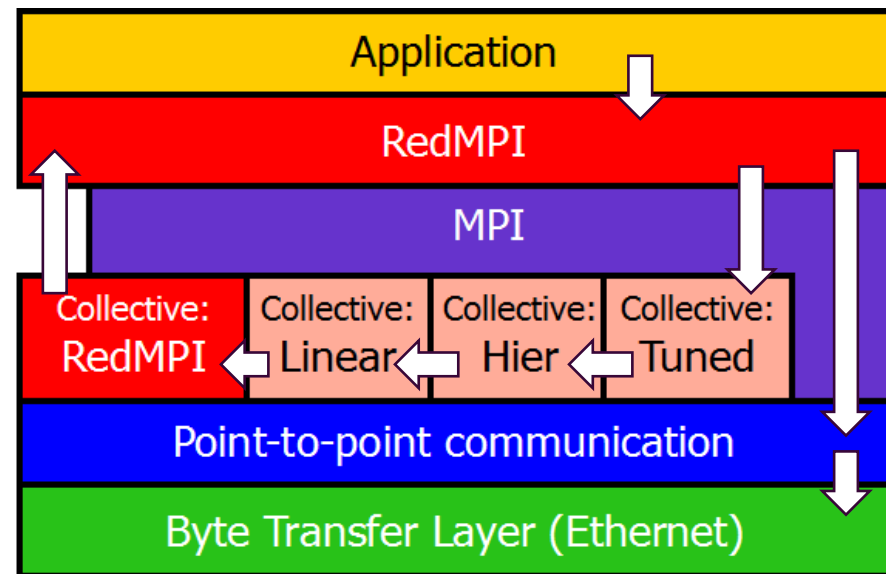 Application
RedMPI
MPI
Collective: Collective: Collective: Collective:
RedMPI Linear Hier Tuned
Point-to-point communication
Byte Transfer Layer (Ethernet)